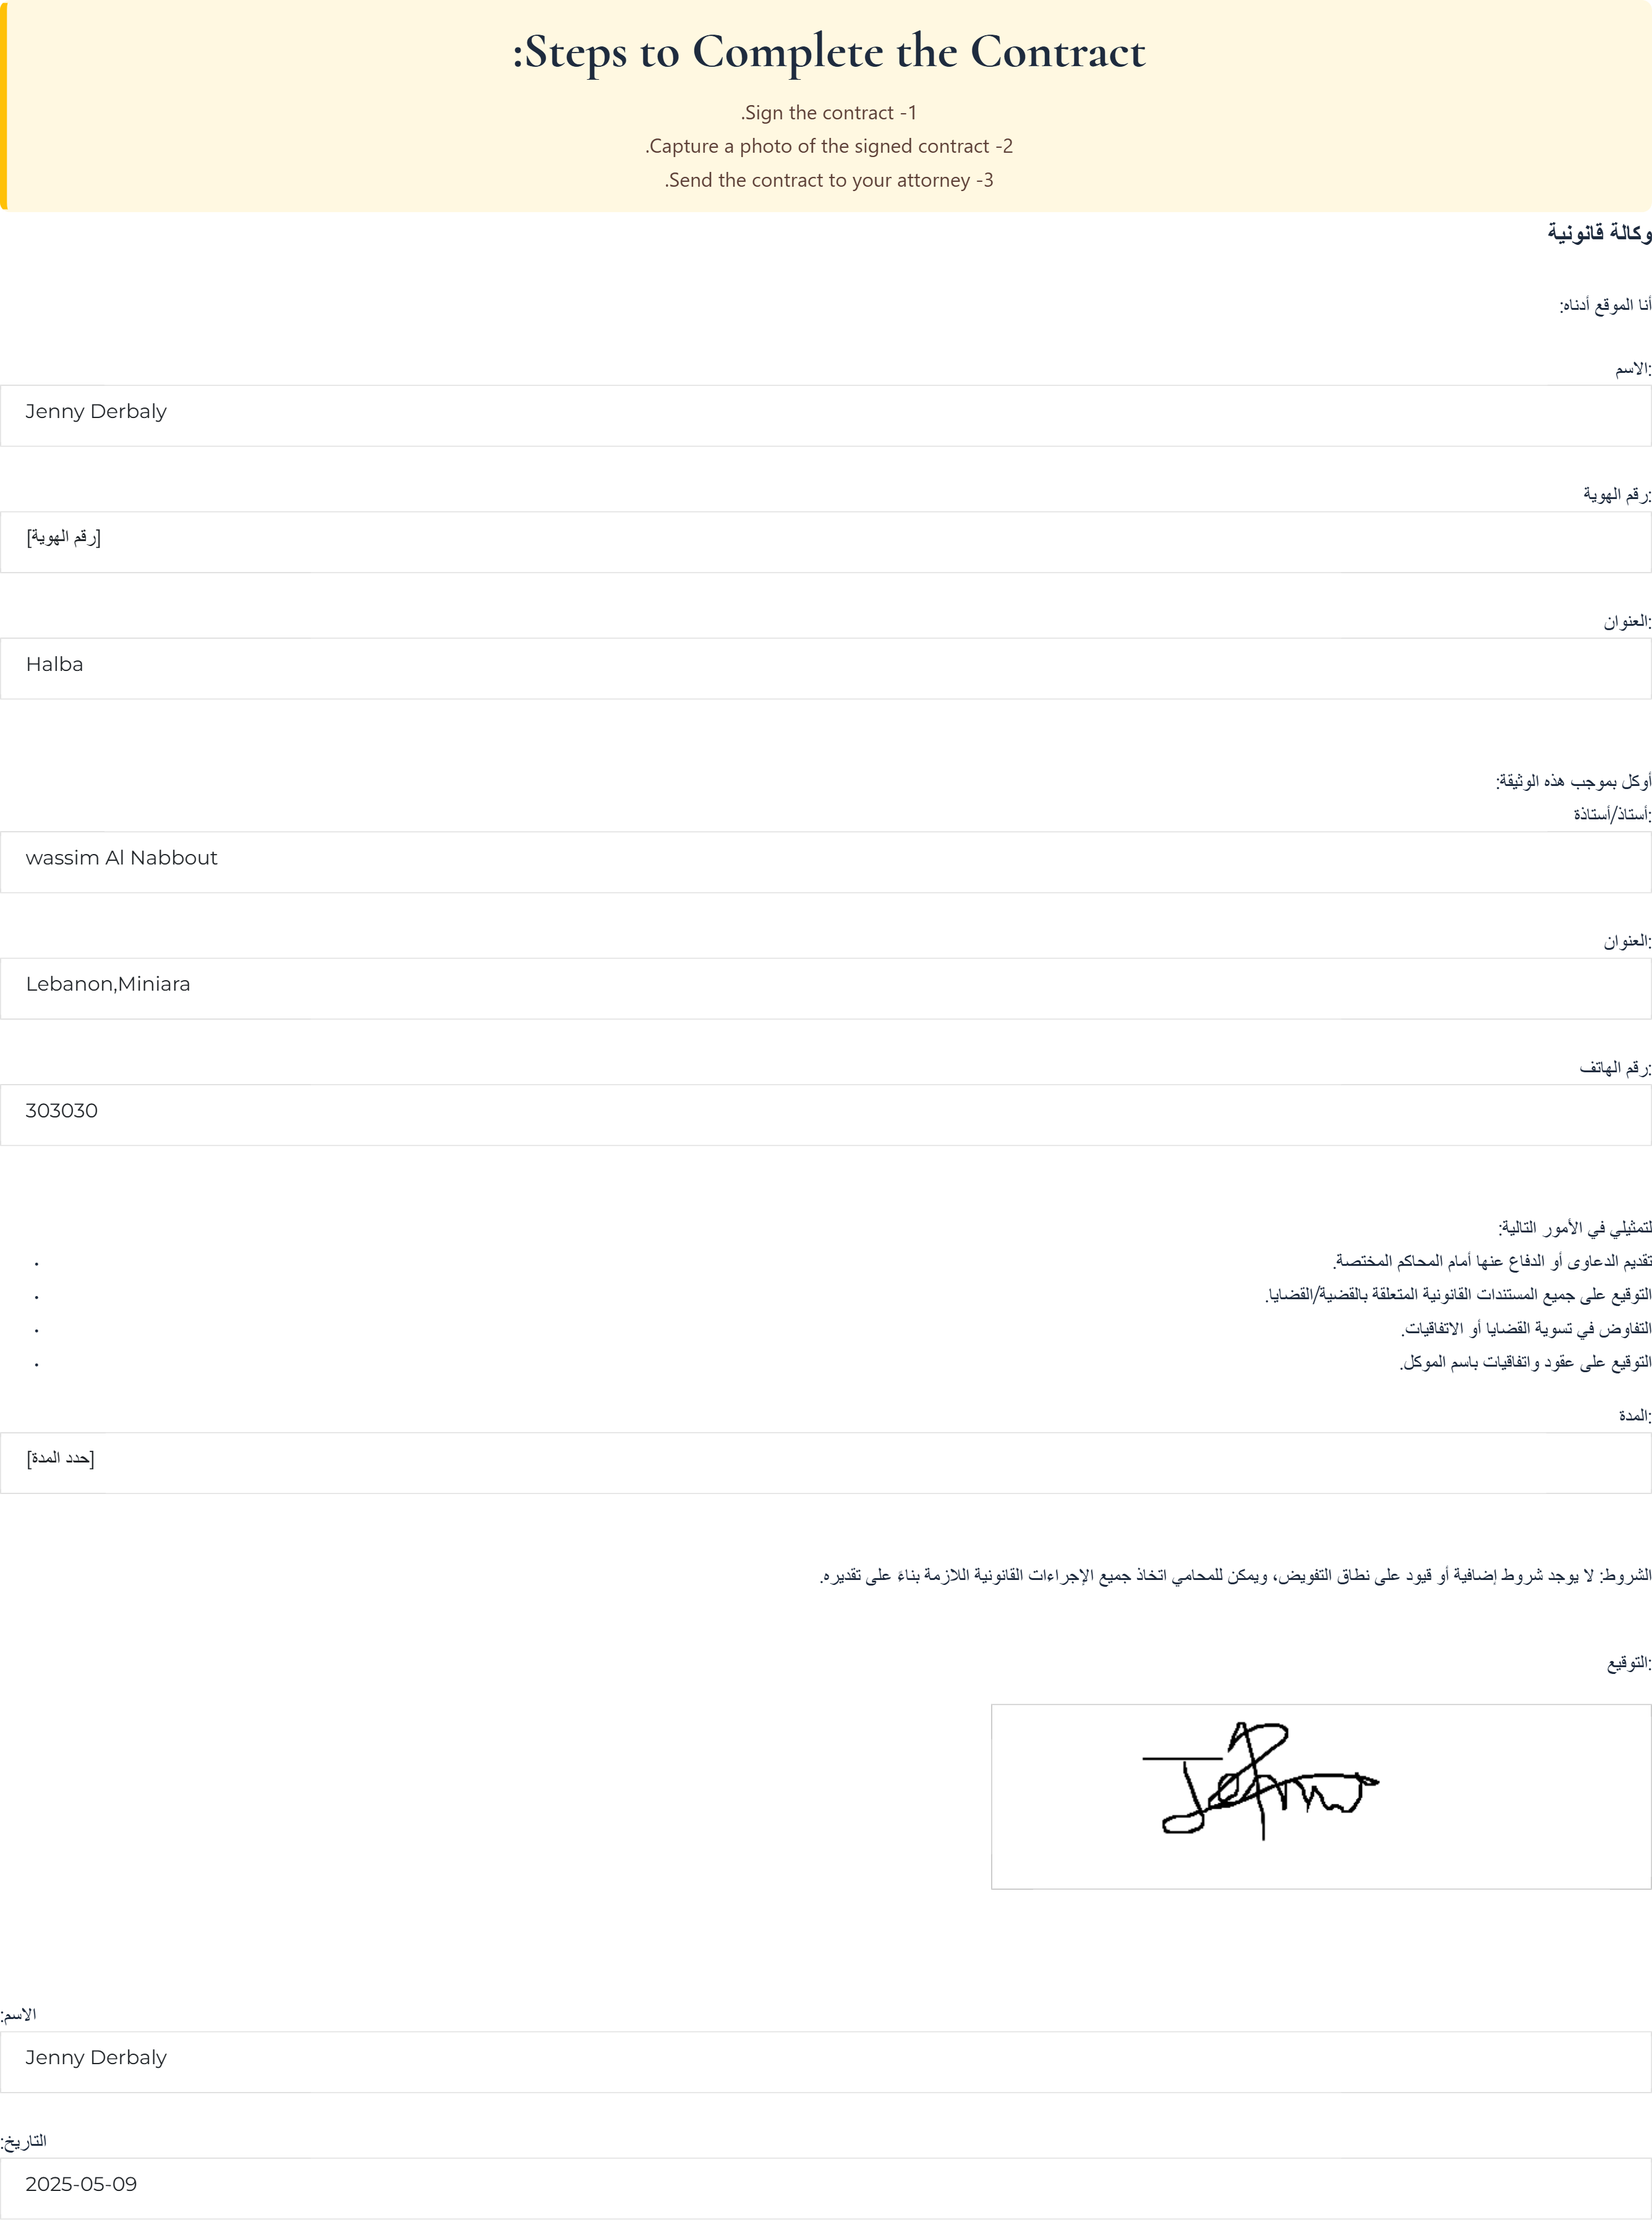 Steps to Complete the Contract:
1- Sign the contract.
2- Capture a photo of the signed contract.
3- Send the contract to your attorney.
وكالة قانونية
أنا الموقع أدناه:
الاسم:
Jenny Derbaly
رقم الهوية:
[رقم الهوية]
العنوان:
Halba
أوكل بموجب هذه الوثيقة:
أستاذ/أستاذة:
wassim Al Nabbout
العنوان:
Lebanon,Miniara
رقم الهاتف:
303030
لتمثيلي في الأمور التالية:
تقديم الدعاوى أو الدفاع عنها أمام المحاكم المختصة.
التوقيع على جميع المستندات القانونية المتعلقة بالقضية/القضايا.
التفاوض في تسوية القضايا أو الاتفاقيات.
التوقيع على عقود واتفاقيات باسم الموكل.
المدة:
[حدد المدة]
الشروط: لا يوجد شروط إضافية أو قيود على نطاق التفويض، ويمكن للمحامي اتخاذ جميع الإجراءات القانونية اللازمة بناءً على تقديره.
التوقيع:
الاسم:
Jenny Derbaly
التاريخ:
2025-05-09